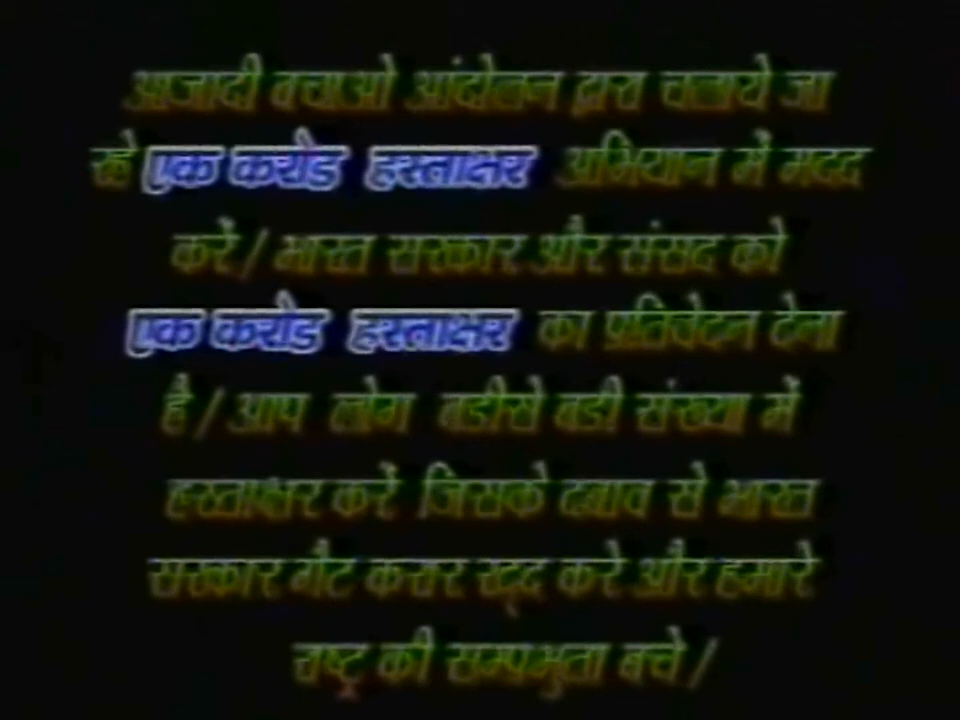 आजादी बचाओ आंदोलन द्वारा चलाये जा
रहे एक करोड हस्ताक्षर अभियान में मदद
करें / भारत सरकार और संसद को
एक करोड हस्ताक्षर का प्रतिवेदन देना
है / आप लोग बडीसे बडी संख्या में
हस्ताक्षर करें जिसके दबाव से भारत
सरकार गैट करार रद्द करे और हमारे
राष्ट्र की सम्प्रभुता बचे /